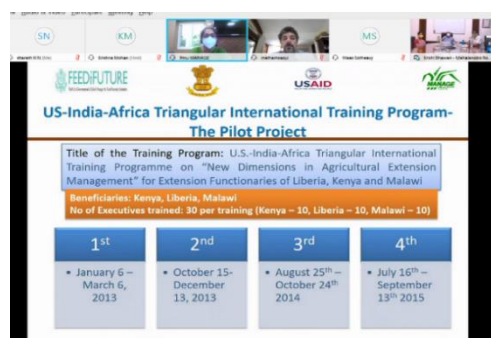 SN
KM
MS
FEEDIFUTURE
USAID
MANAGE
US-India-Africa Triangular International Training Program-
The Pilot Project
Title of the Training Program: U.S.-India-Africa Triangular International
Training Programme on “New Dimensions in Agricultural Extension
Management” for Extension Functionaries of Liberia, Kenya and Malawi
Beneficiaries: Kenya, Liberia, Malawi
No of Executives trained: 30 per training (Kenya – 10, Liberia – 10, Malawi – 10)
1st
2nd
3rd
4th
• January 6 –
March 6,
2013
• October 15-
December
13, 2013
• August 25th –
October 24th
2014
• July 16th –
September
13th 2015